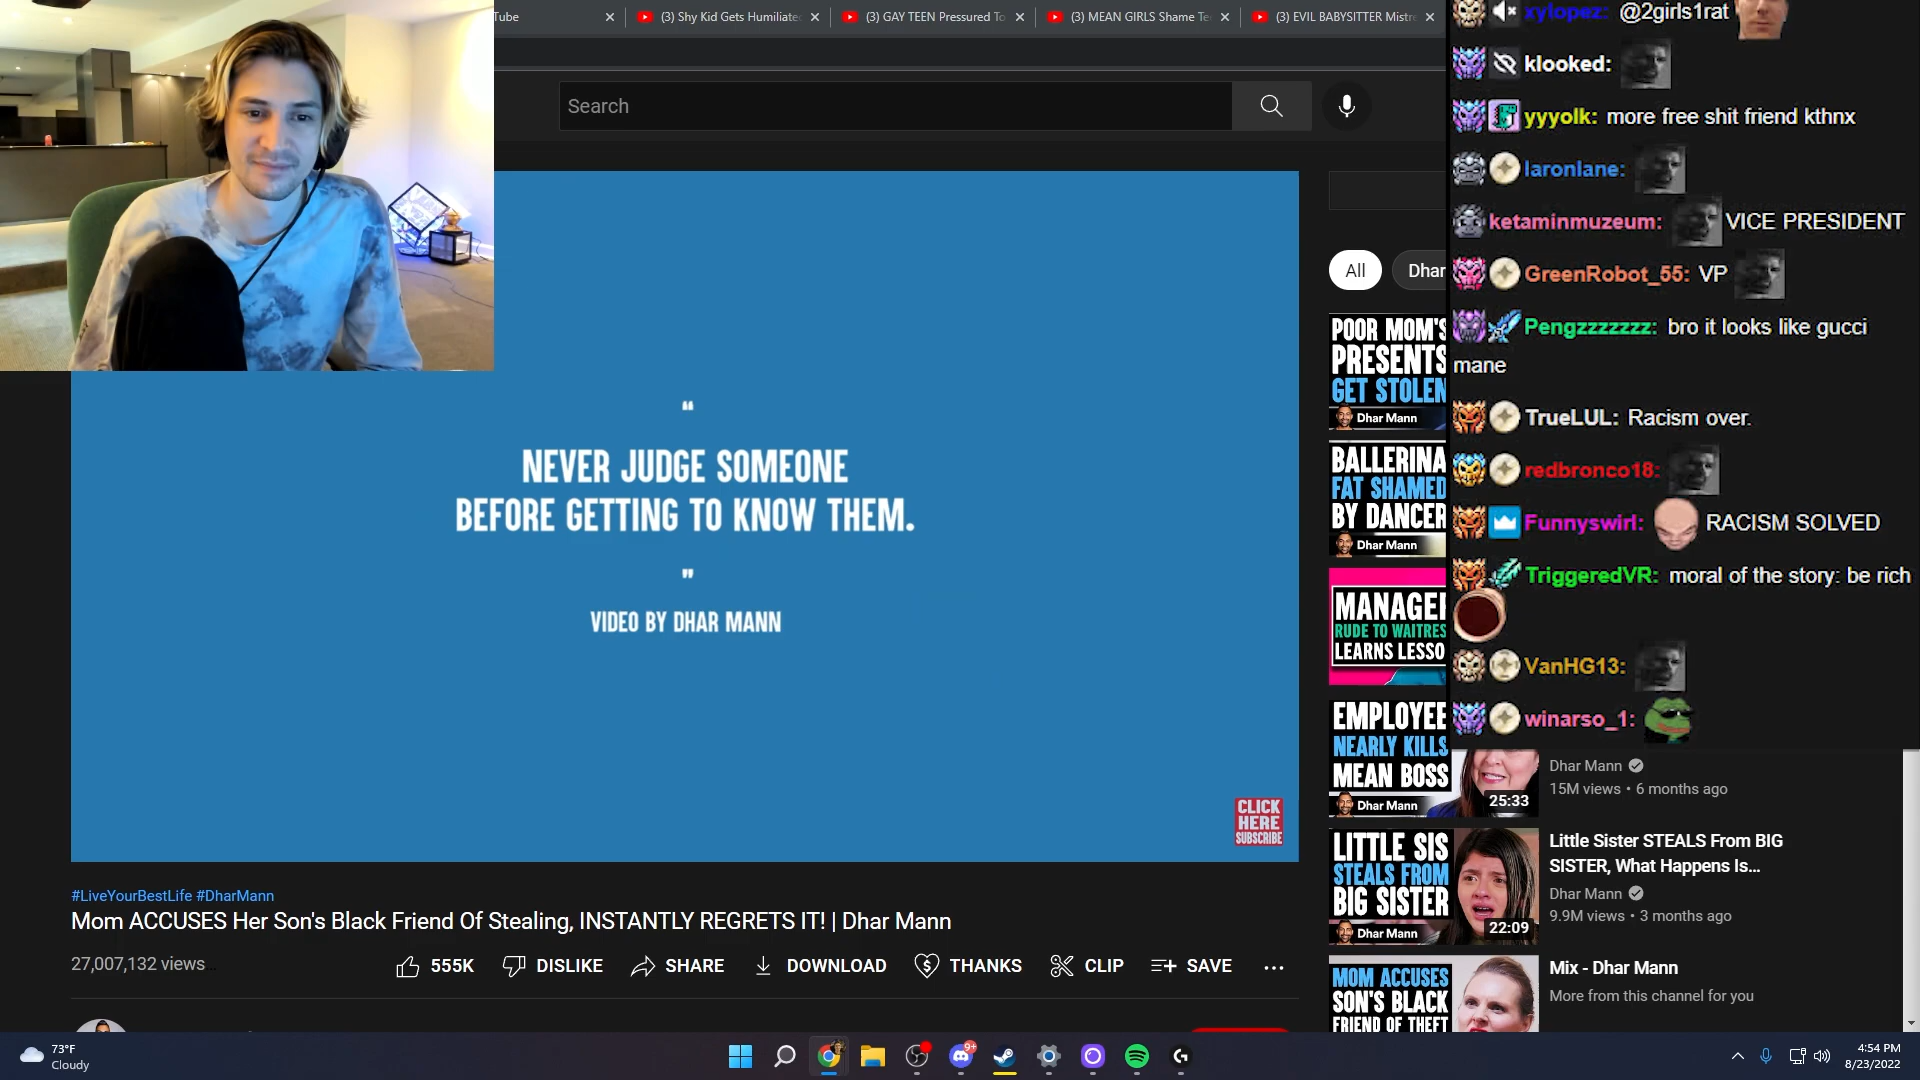 Tube
(3) Shy Kid Gets Humiliate
(3) GAY TEEN Pressured To
(3) MEAN GIRLS Shame Te
(3) EVIL BABYSITTER Mistr
Search
“
NEVER JUDGE SOMEONE
BEFORE GETTING TO KNOW THEM.
”
VIDEO BY DHAR MANN
CLICK
HERE
SUBSCRIBE
#LiveYourBestLife #DharMann
Mom ACCUSES Her Son's Black Friend Of Stealing, INSTANTLY REGRETS IT! | Dhar Mann
27,007,132 views
555K
DISLIKE
SHARE
DOWNLOAD
THANKS
CLIP
SAVE
All
Dhar
POOR MOM'S
PRESENTS
GET STOLEN
Dhar Mann
BALLERINA
FAT SHAMED
BY DANCER
Dhar Mann
MANAGER
RUDE TO WAITRES
LEARNS LESSO
EMPLOYEE
NEARLY KILLS
MEAN BOSS
Dhar Mann
25:33
Dhar Mann
15M views • 6 months ago
LITTLE SIS
STEALS FROM
BIG SISTER
Dhar Mann
22:09
Little Sister STEALS From BIG
SISTER, What Happens Is...
Dhar Mann
9.9M views • 3 months ago
MOM ACCUSES
SON'S BLACK
FRIEND OF THEFT
Mix - Dhar Mann
More from this channel for you
xylopez: @2girls1rat
klooked:
yyyolk: more free shit friend kthnx
laronlane:
ketaminmuzeum: VICE PRESIDENT
GreenRobot_55: VP
Pengzzzzzzz: bro it looks like gucci
mane
TrueLUL: Racism over.
redbronco18:
Funnyswirl: RACISM SOLVED
TriggeredVR: moral of the story: be rich
VanHG13:
winarso_1:
73°F
Cloudy
9+
4:54 PM
8/23/2022